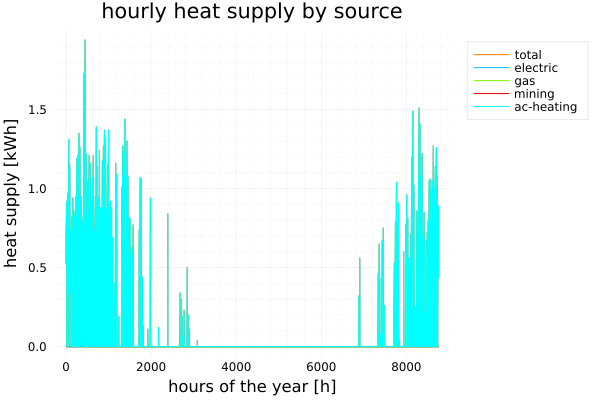 hourly heat supply by source
total
electric
gas
mining
ac-heating
heat supply [kWh]
1.5
1.0
0.5
0.0
0 2000 4000 6000 8000
hours of the year [h]